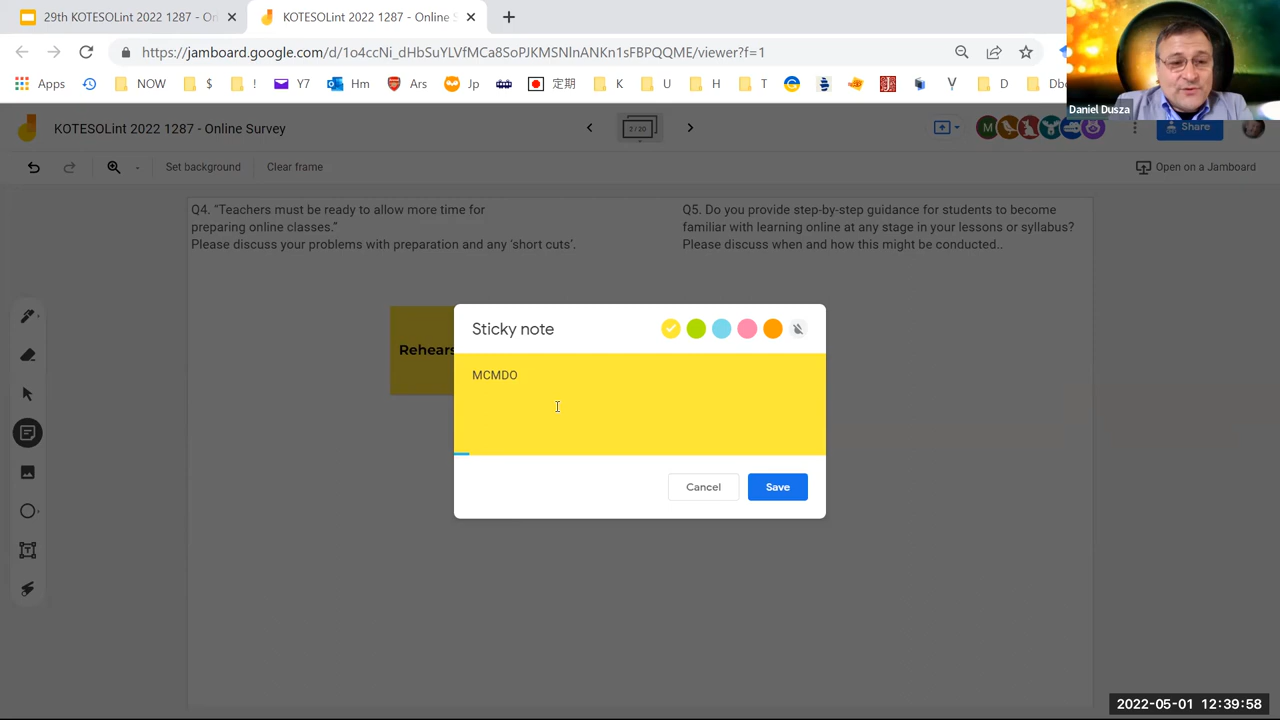 29th KOTESOLint 2022 1287 - On
KOTESOLint 2022 1287 - Online S
https://jamboard.google.com/d/1o4ccNi_dHbSuYLVfMCa8SoPJKMSNlnANKn1sFBPQQME/viewer?f=1
Apps NOW $ ! Y7 Hm Ars Jp 定期 K U H T D Dbo
Daniel Dusza
KOTESOLint 2022 1287 - Online Survey
2 / 20
M
Share
Set background
Clear frame
Open on a Jamboard
Q4. “Teachers must be ready to allow more time for
preparing online classes.”
Please discuss your problems with preparation and any ‘short cuts’.
Q5. Do you provide step-by-step guidance for students to become
familiar with learning online at any stage in your lessons or syllabus?
Please discuss when and how this might be conducted..
Rehears
Sticky note
MCMDO
Cancel
Save
2022-05-01 12:39:58